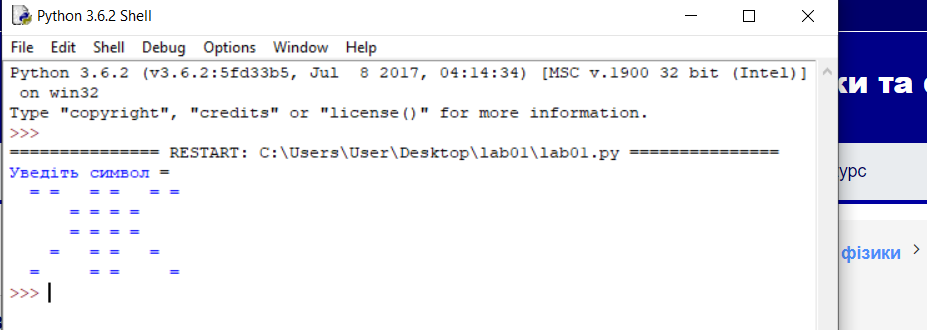 Python 3.6.2 Shell
File Edit Shell Debug Options Window Help
Python 3.6.2 (v3.6.2:5fd33b5, Jul  8 2017, 04:14:34) [MSC v.1900 32 bit (Intel)]
 on win32
Type "copyright", "credits" or "license()" for more information.
>>>
=============== RESTART: C:\Users\User\Desktop\lab01\lab01.py ===============
Уведіть символ =
  = =   = =   = =
      = = = =
      = = = =
    =   = =   =
  =     = =     =
>>>
ки та
урс
фізики >